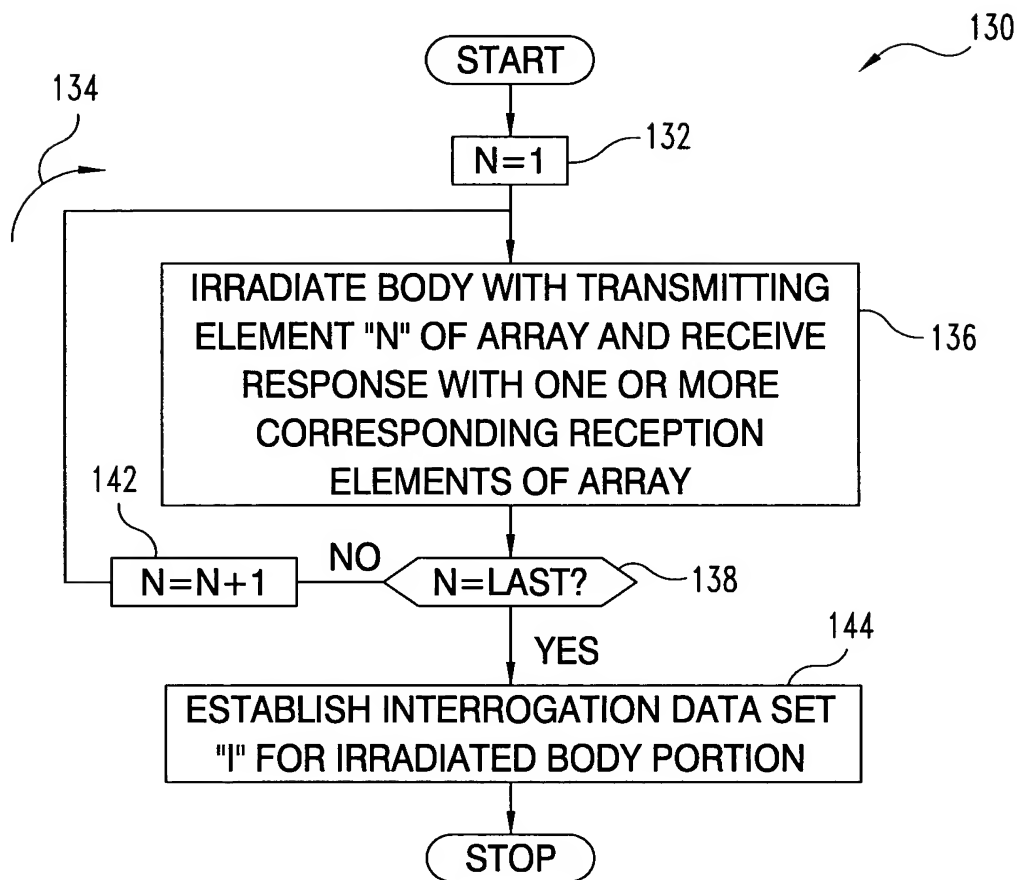 130
START
134
N=1
132
IRRADIATE BODY WITH TRANSMITTING
ELEMENT "N" OF ARRAY AND RECEIVE
RESPONSE WITH ONE OR MORE
CORRESPONDING RECEPTION
ELEMENTS OF ARRAY
136
142
N=N+1
NO
N=LAST?
138
YES
144
ESTABLISH INTERROGATION DATA SET
"I" FOR IRRADIATED BODY PORTION
STOP